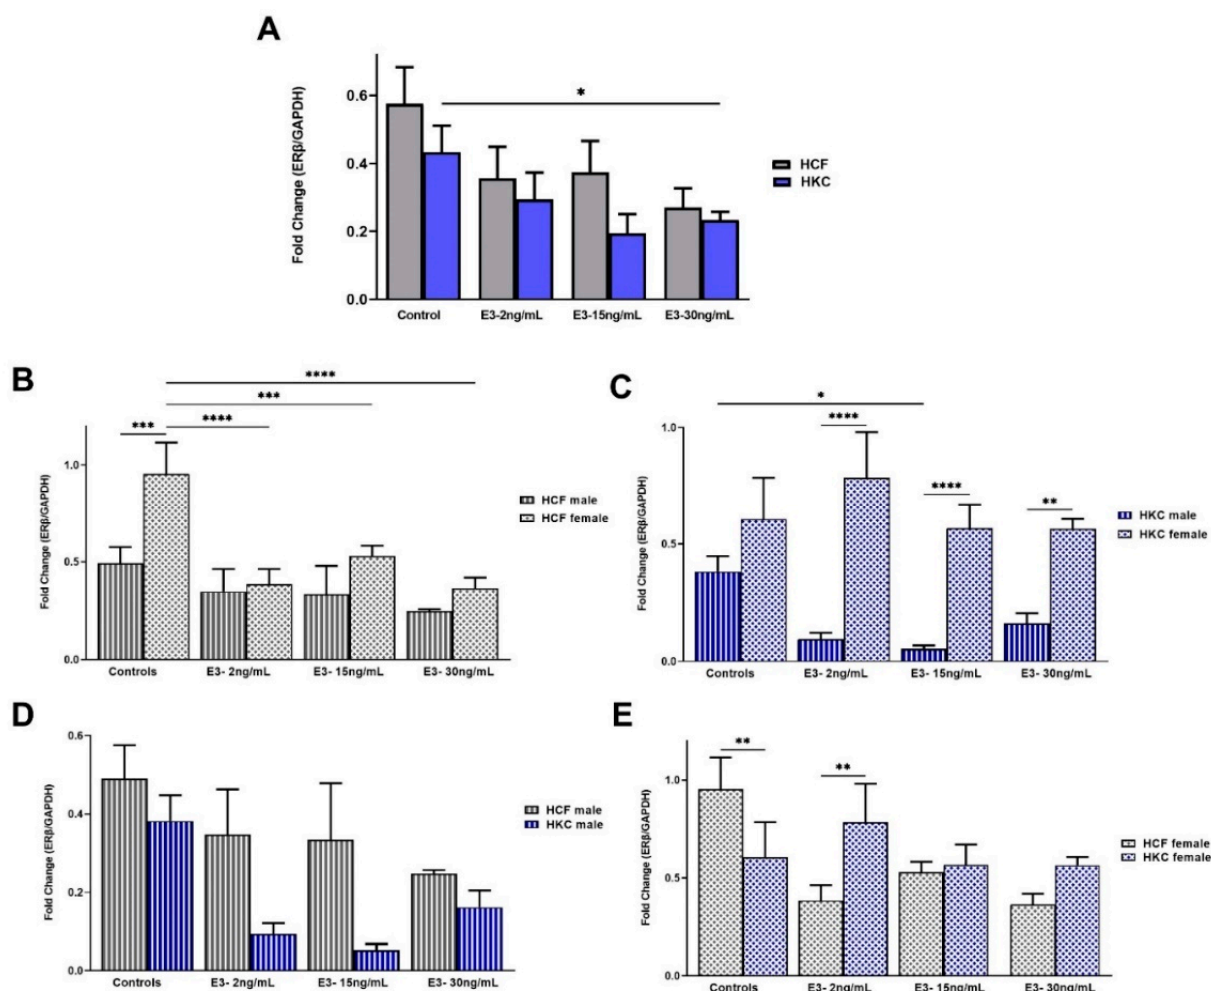 A
Fold Change (ERβ/GAPDH)
0.6
0.4
0.2
0.0
*
HCF
HKC
Control
E3-2ng/mL
E3-15ng/mL
E3-30ng/mL
B
Fold Change (ERβ/GAPDH)
1.0
0.5
0.0
****
***
***
****
HCF male
HCF female
Controls
E3- 2ng/mL
E3- 15ng/mL
E3- 30ng/mL
C
Fold Change (ERβ/GAPDH)
1.0
0.5
0.0
*
****
****
**
HKC male
HKC female
Controls
E3- 2ng/mL
E3- 15ng/mL
E3- 30ng/mL
D
Fold Change (ERβ/GAPDH)
0.6
0.4
0.2
0.0
HCF male
HKC male
Controls
E3- 2ng/mL
E3- 15ng/mL
E3- 30ng/mL
E
Fold Change (ERβ/GAPDH)
1.0
0.5
0.0
**
**
HCF female
HKC female
Controls
E3- 2ng/mL
E3- 15ng/mL
E3- 30ng/mL